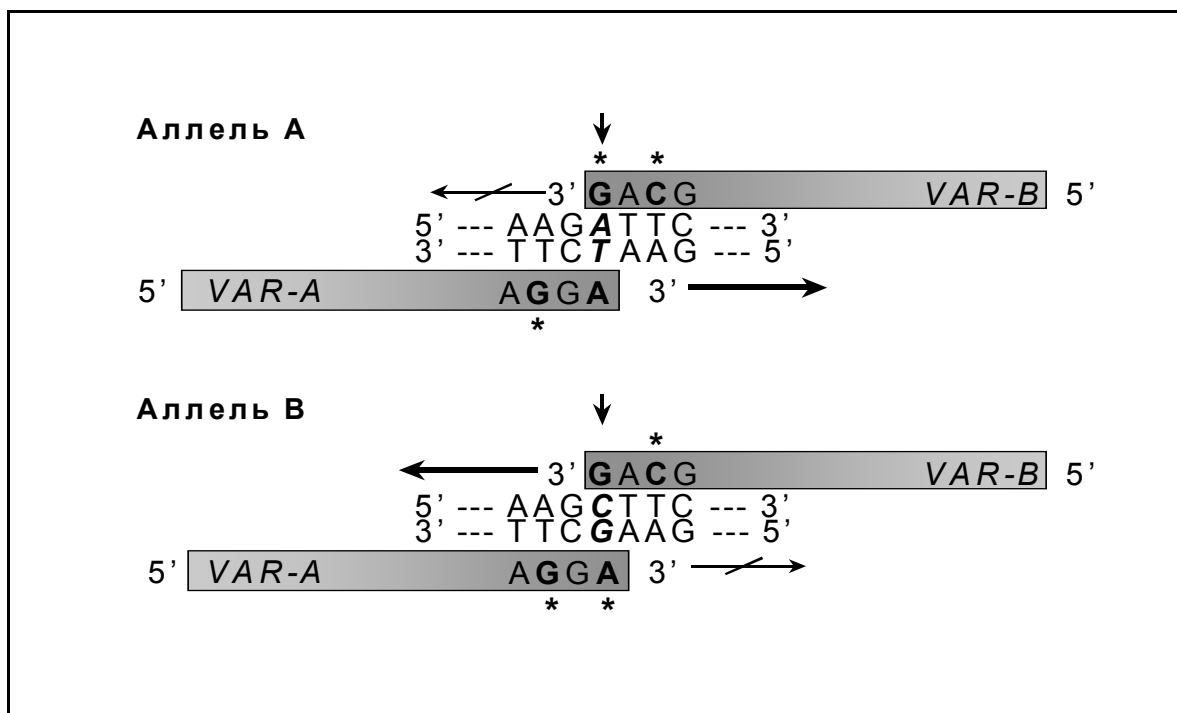 Аллель А
* *
3’ GACG VAR-B 5’
5’ --- AAGATTC --- 3’
3’ --- TTCTAAG --- 5’
5’ VAR-A AGGA 3’
*
Аллель В
*
3’ GACG VAR-B 5’
5’ --- AAGCTTC --- 3’
3’ --- TTCGAAG --- 5’
5’ VAR-A AGGA 3’
* *